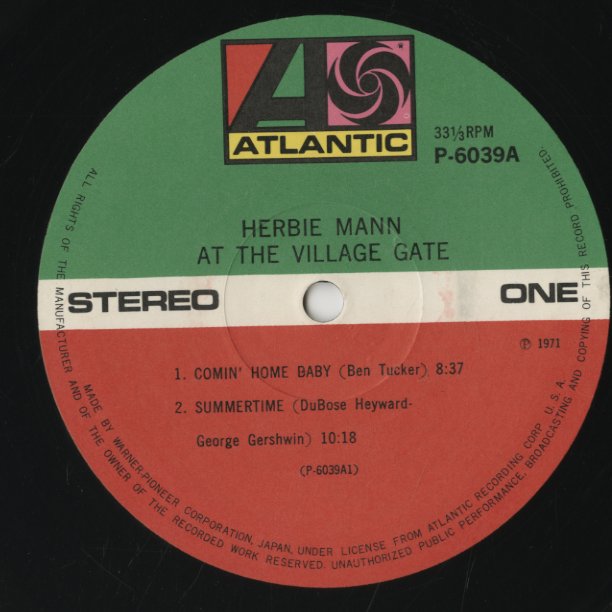 ATLANTIC
33⅓RPM
P-6039A
HERBIE MANN
AT THE VILLAGE GATE
STEREO
ONE
℗ 1971
1. COMIN' HOME BABY (Ben Tucker) 8:37
2. SUMMERTIME (DuBose Heyward-
George Gershwin) 10:18
(P-6039A1)
MADE BY WARNER-PIONEER CORPORATION, JAPAN, UNDER LICENSE FROM ATLANTIC RECORDING CORP. U.S.A.
ALL RIGHTS OF THE MANUFACTURER AND OF THE OWNER OF THE RECORDED WORK RESERVED. UNAUTHORIZED PUBLIC PERFORMANCE, BROADCASTING AND COPYING OF THIS RECORD PROHIBITED.